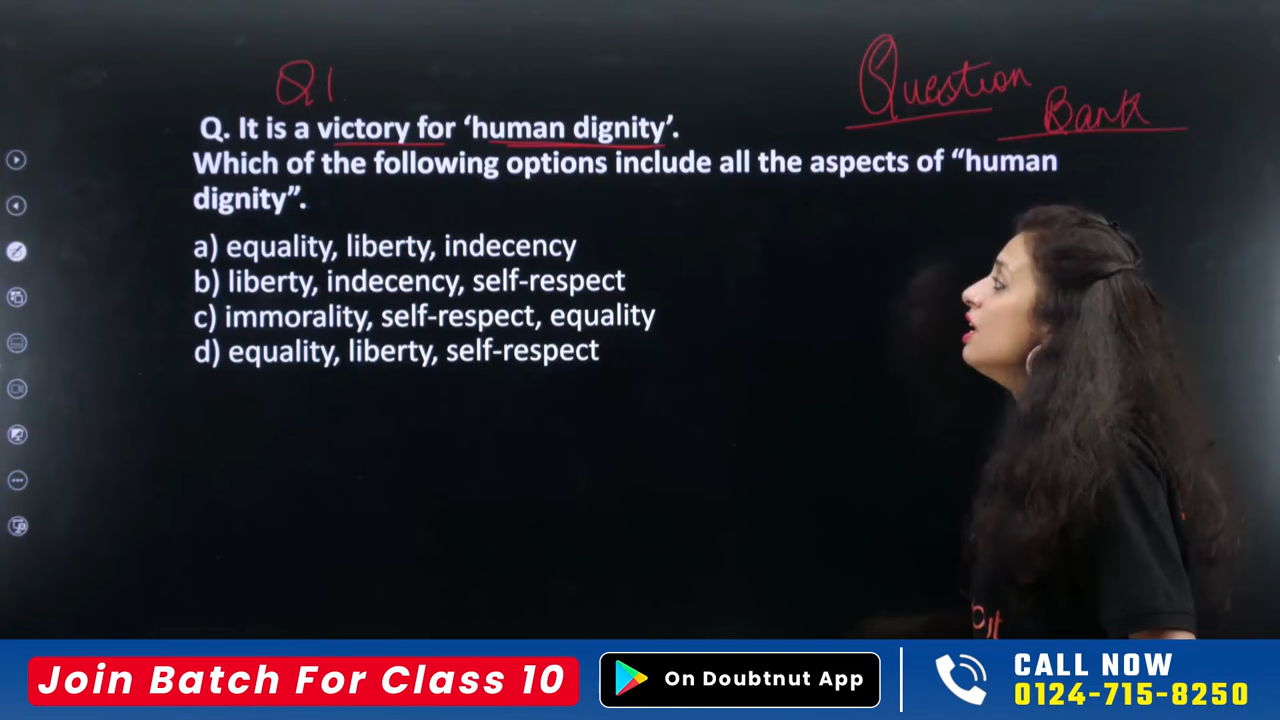 Q1.
Question
Bank
Q. It is a victory for ‘human dignity’.
Which of the following options include all the aspects of “human
dignity”.
a) equality, liberty, indecency
b) liberty, indecency, self-respect
c) immorality, self-respect, equality
d) equality, liberty, self-respect
Join Batch For Class 10
On Doubtnut App
CALL NOW
0124-715-8250